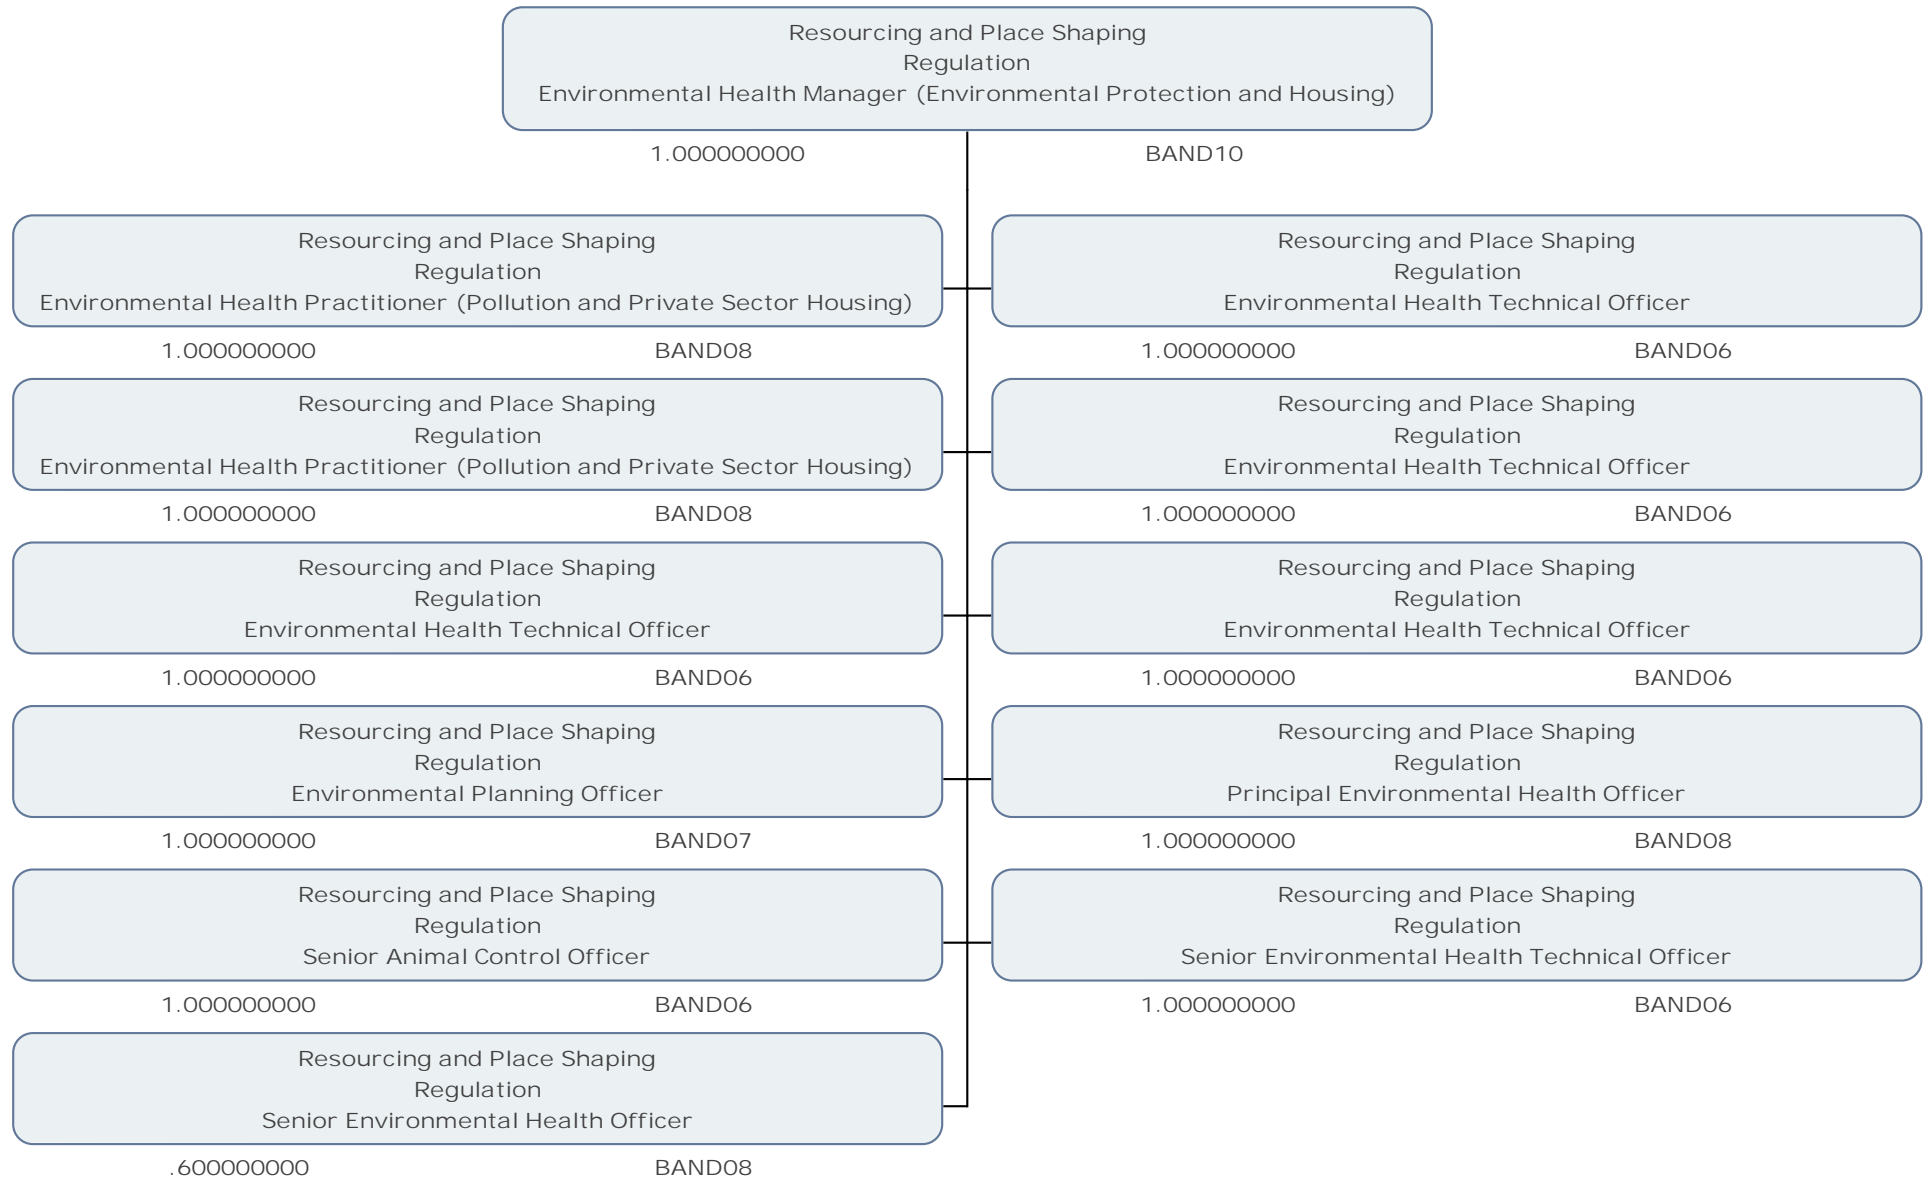 Resourcing and Place Shaping
Regulation
Environmental Health Manager (Environmental Protection and Housing)
1.000000000 BAND10
Resourcing and Place Shaping
Regulation
Environmental Health Practitioner (Pollution and Private Sector Housing)
1.000000000 BAND08
Resourcing and Place Shaping
Regulation
Environmental Health Technical Officer
1.000000000 BAND06
Resourcing and Place Shaping
Regulation
Environmental Health Practitioner (Pollution and Private Sector Housing)
1.000000000 BAND08
Resourcing and Place Shaping
Regulation
Environmental Health Technical Officer
1.000000000 BAND06
Resourcing and Place Shaping
Regulation
Environmental Health Technical Officer
1.000000000 BAND06
Resourcing and Place Shaping
Regulation
Environmental Health Technical Officer
1.000000000 BAND06
Resourcing and Place Shaping
Regulation
Environmental Planning Officer
1.000000000 BAND07
Resourcing and Place Shaping
Regulation
Principal Environmental Health Officer
1.000000000 BAND08
Resourcing and Place Shaping
Regulation
Senior Animal Control Officer
1.000000000 BAND06
Resourcing and Place Shaping
Regulation
Senior Environmental Health Technical Officer
1.000000000 BAND06
Resourcing and Place Shaping
Regulation
Senior Environmental Health Officer
.600000000 BAND08